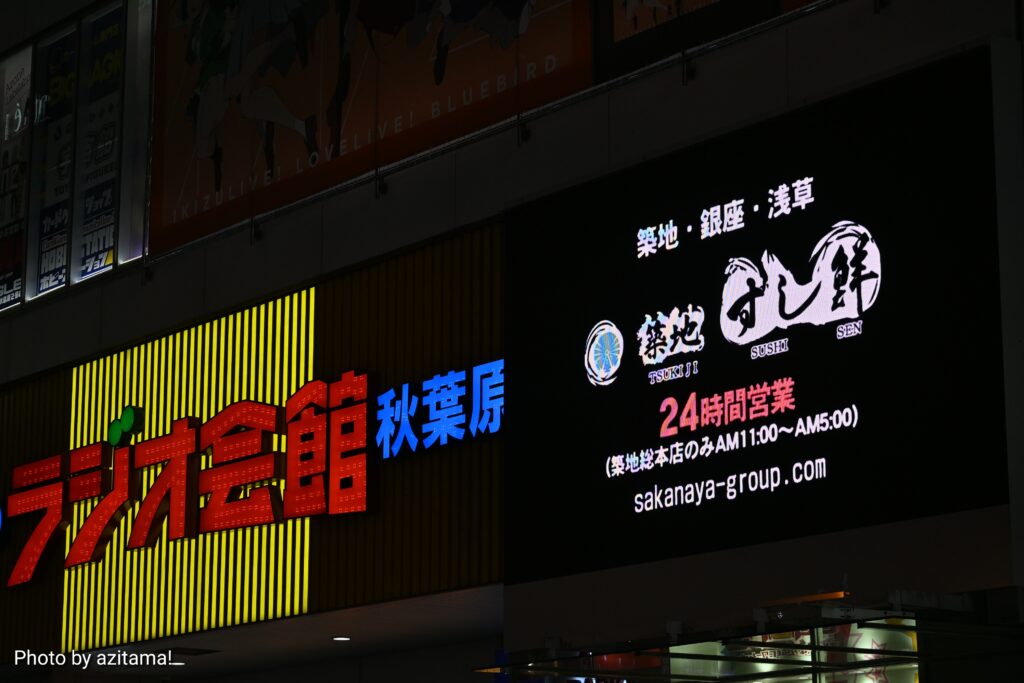 IKIZULIVE! LOVELIVE! BLUEBIRD
ラジオ会館
秋葉原
築地・銀座・浅草
築地
TSUKIJI
すし鮮
SUSHI SEN
24時間営業
(築地総本店のみAM11:00〜AM5:00)
sakanaya-group.com
Photo by azitama!